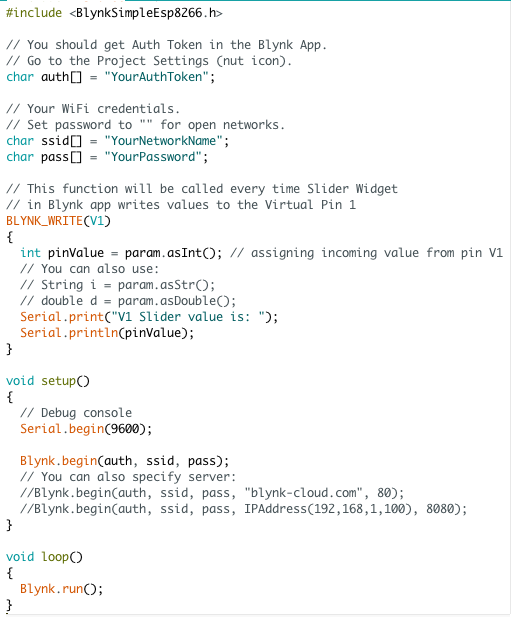 #include <BlynkSimpleEsp8266.h>

// You should get Auth Token in the Blynk App.
// Go to the Project Settings (nut icon).
char auth[] = "YourAuthToken";

// Your WiFi credentials.
// Set password to "" for open networks.
char ssid[] = "YourNetworkName";
char pass[] = "YourPassword";

// This function will be called every time Slider Widget
// in Blynk app writes values to the Virtual Pin 1
BLYNK_WRITE(V1)
{
  int pinValue = param.asInt(); // assigning incoming value from pin V1
  // You can also use:
  // String i = param.asStr();
  // double d = param.asDouble();
  Serial.print("V1 Slider value is: ");
  Serial.println(pinValue);
}

void setup()
{
  // Debug console
  Serial.begin(9600);

  Blynk.begin(auth, ssid, pass);
  // You can also specify server:
  //Blynk.begin(auth, ssid, pass, "blynk-cloud.com", 80);
  //Blynk.begin(auth, ssid, pass, IPAddress(192,168,1,100), 8080);
}

void loop()
{
  Blynk.run();
}